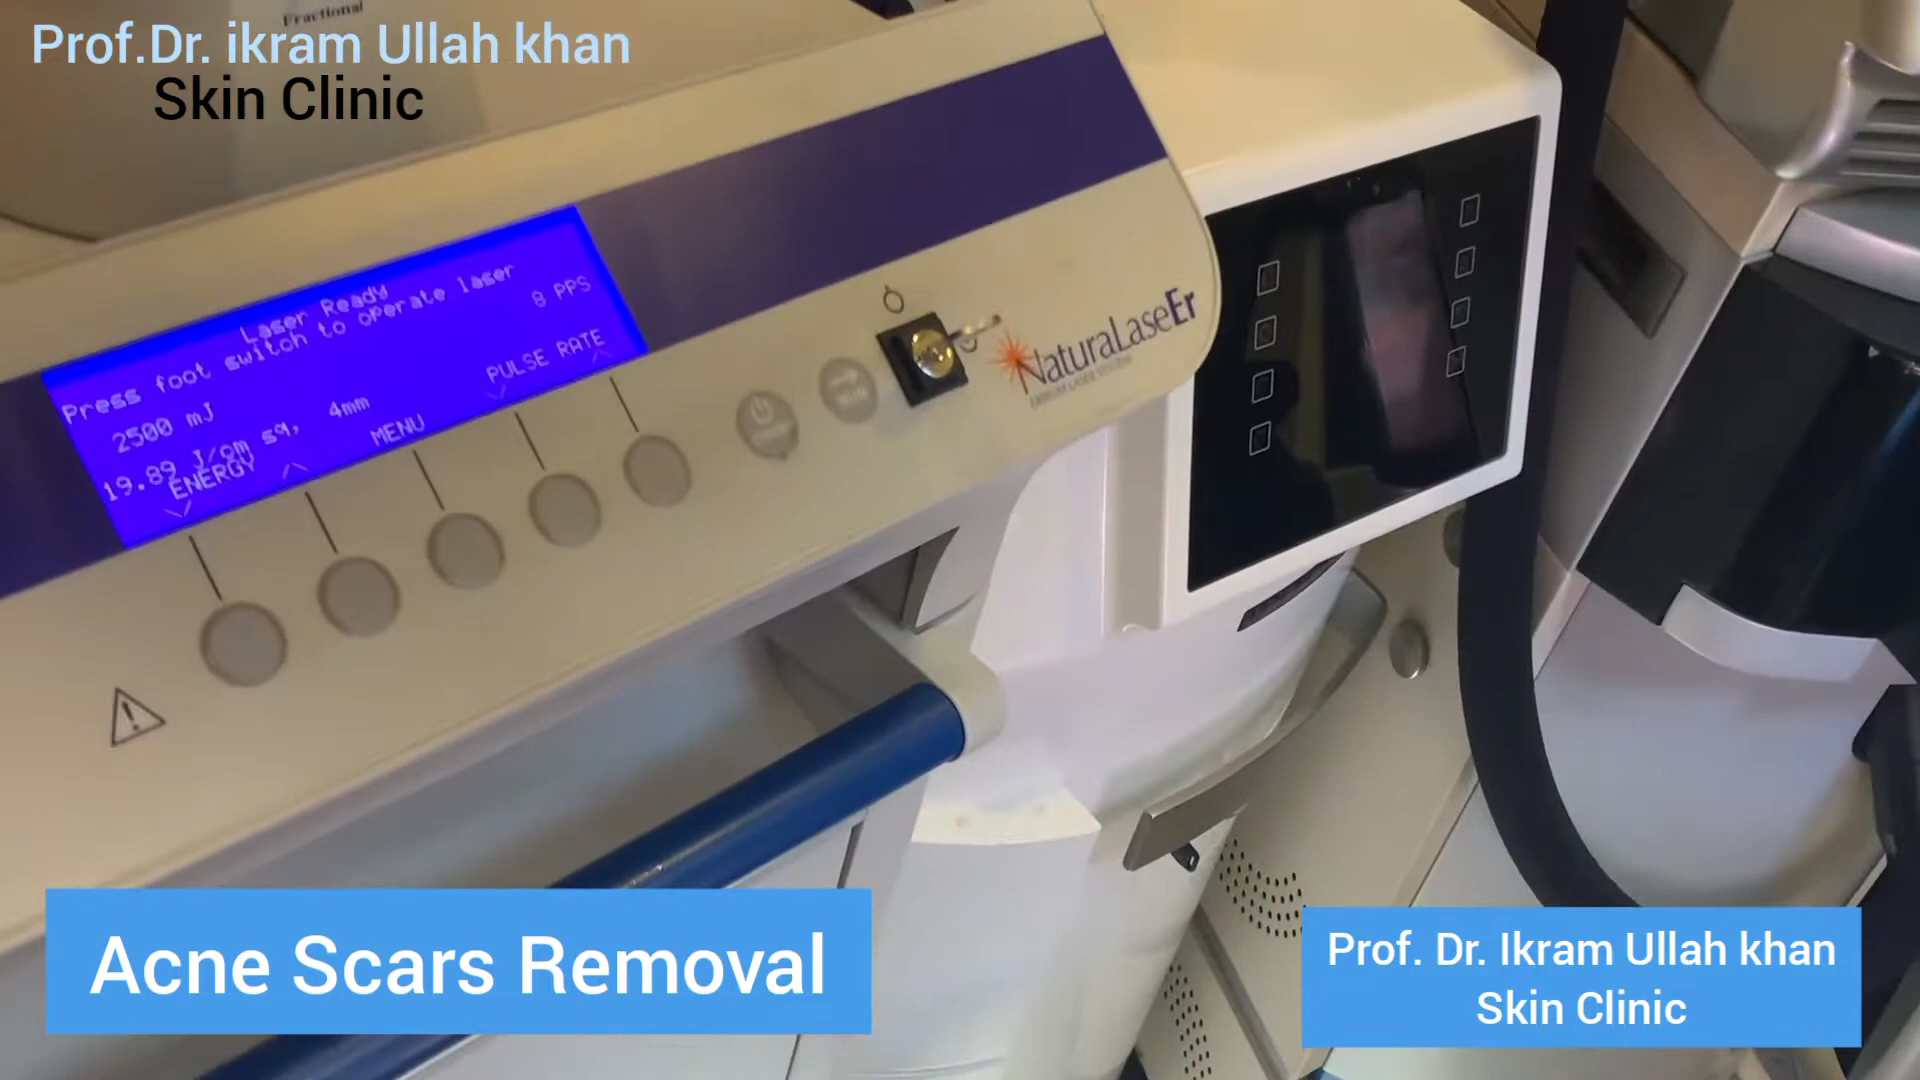 Fractional
Prof.Dr. ikram Ullah khan
Skin Clinic
Laser Ready
Press foot switch to operate laser
2500 mJ
8 PPS
19.89 J/cm sq, 4mm
ENERGY
MENU
PULSE RATE
NaturaLaseEr
Acne Scars Removal
Prof. Dr. Ikram Ullah khan
Skin Clinic